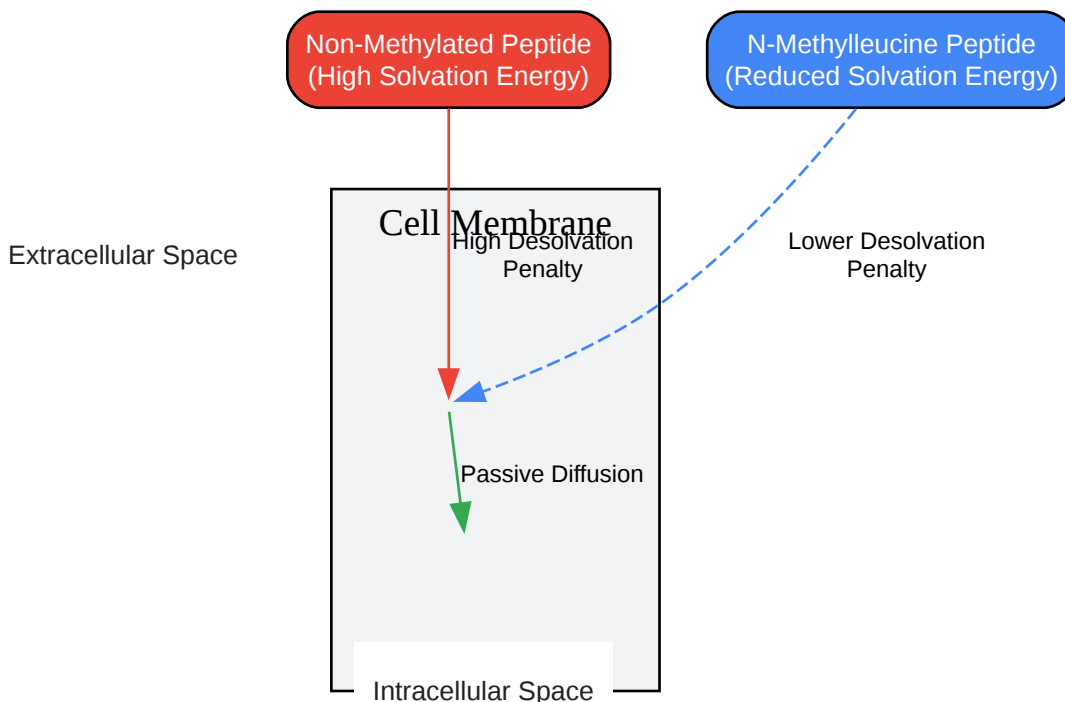 Non-Methylated Peptide
(High Solvation Energy)
N-Methylleucine Peptide
(Reduced Solvation Energy)
Cell Membrane
High Desolvation
Penalty
Lower Desolvation
Penalty
Extracellular Space
Passive Diffusion
Intracellular Space